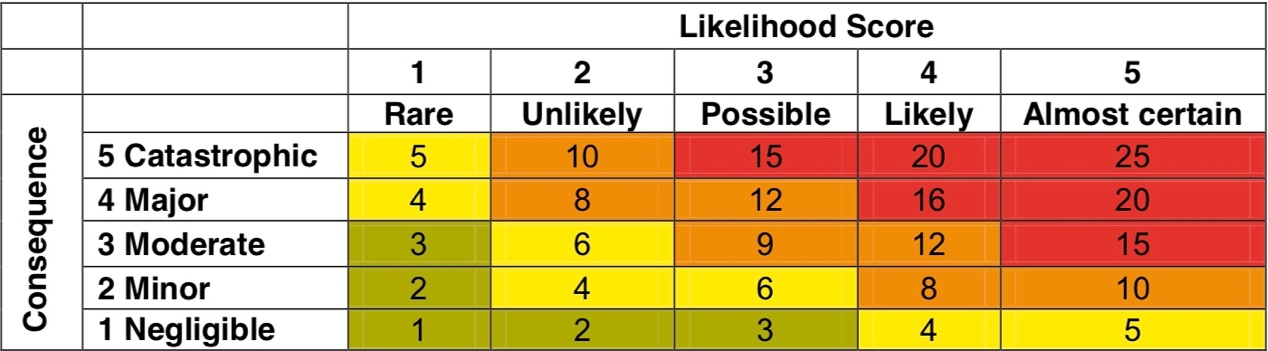 Likelihood Score
1 2 3 4 5
Rare Unlikely Possible Likely Almost certain
Consequence
5 Catastrophic 5 10 15 20 25
4 Major 4 8 12 16 20
3 Moderate 3 6 9 12 15
2 Minor 2 4 6 8 10
1 Negligible 1 2 3 4 5